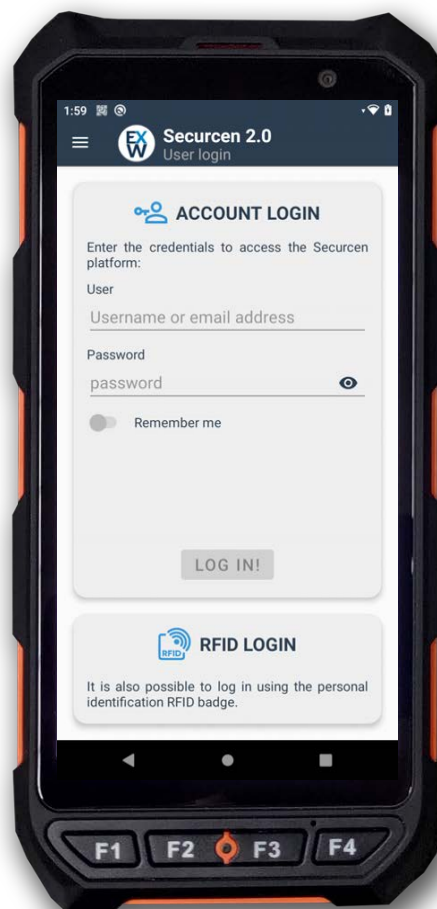 1:59
EXW
Securcen 2.0
User login
ACCOUNT LOGIN
Enter the credentials to access the Securcen
platform:
User
Username or email address
Password
password
Remember me
LOG IN!
RFID
RFID LOGIN
It is also possible to log in using the personal
identification RFID badge.
F1 F2 F3 F4